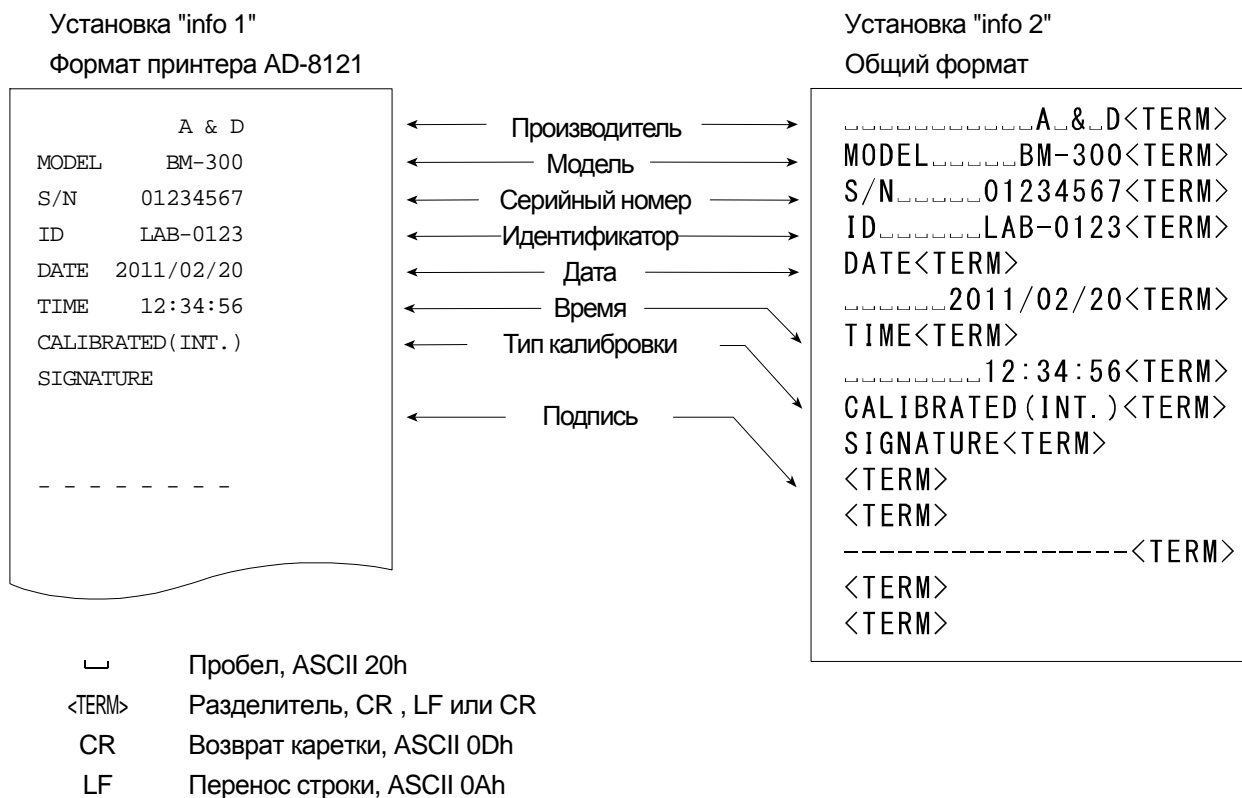 Установка "info 1"
Формат принтера AD-8121
A & D
MODEL BM-300
S/N 01234567
ID LAB-0123
DATE 2011/02/20
TIME 12:34:56
CALIBRATED(INT.)
SIGNATURE
- - - - - - - -
Производитель
Модель
Серийный номер
Идентификатор
Дата
Время
Тип калибровки
Подпись
Установка "info 2"
Общий формат
␣␣␣␣␣␣␣␣␣␣␣A␣&␣D<TERM>
MODEL␣␣␣␣␣BM-300<TERM>
S/N␣␣␣␣␣01234567<TERM>
ID␣␣␣␣␣␣LAB-0123<TERM>
DATE<TERM>
␣␣␣␣␣␣2011/02/20<TERM>
TIME<TERM>
␣␣␣␣␣␣␣␣12:34:56<TERM>
CALIBRATED(INT.)<TERM>
SIGNATURE<TERM>
<TERM>
<TERM>
----------------<TERM>
<TERM>
<TERM>
␣ Пробел, ASCII 20h
<TERM> Разделитель, CR , LF или CR
CR Возврат каретки, ASCII 0Dh
LF Перенос строки, ASCII 0Ah